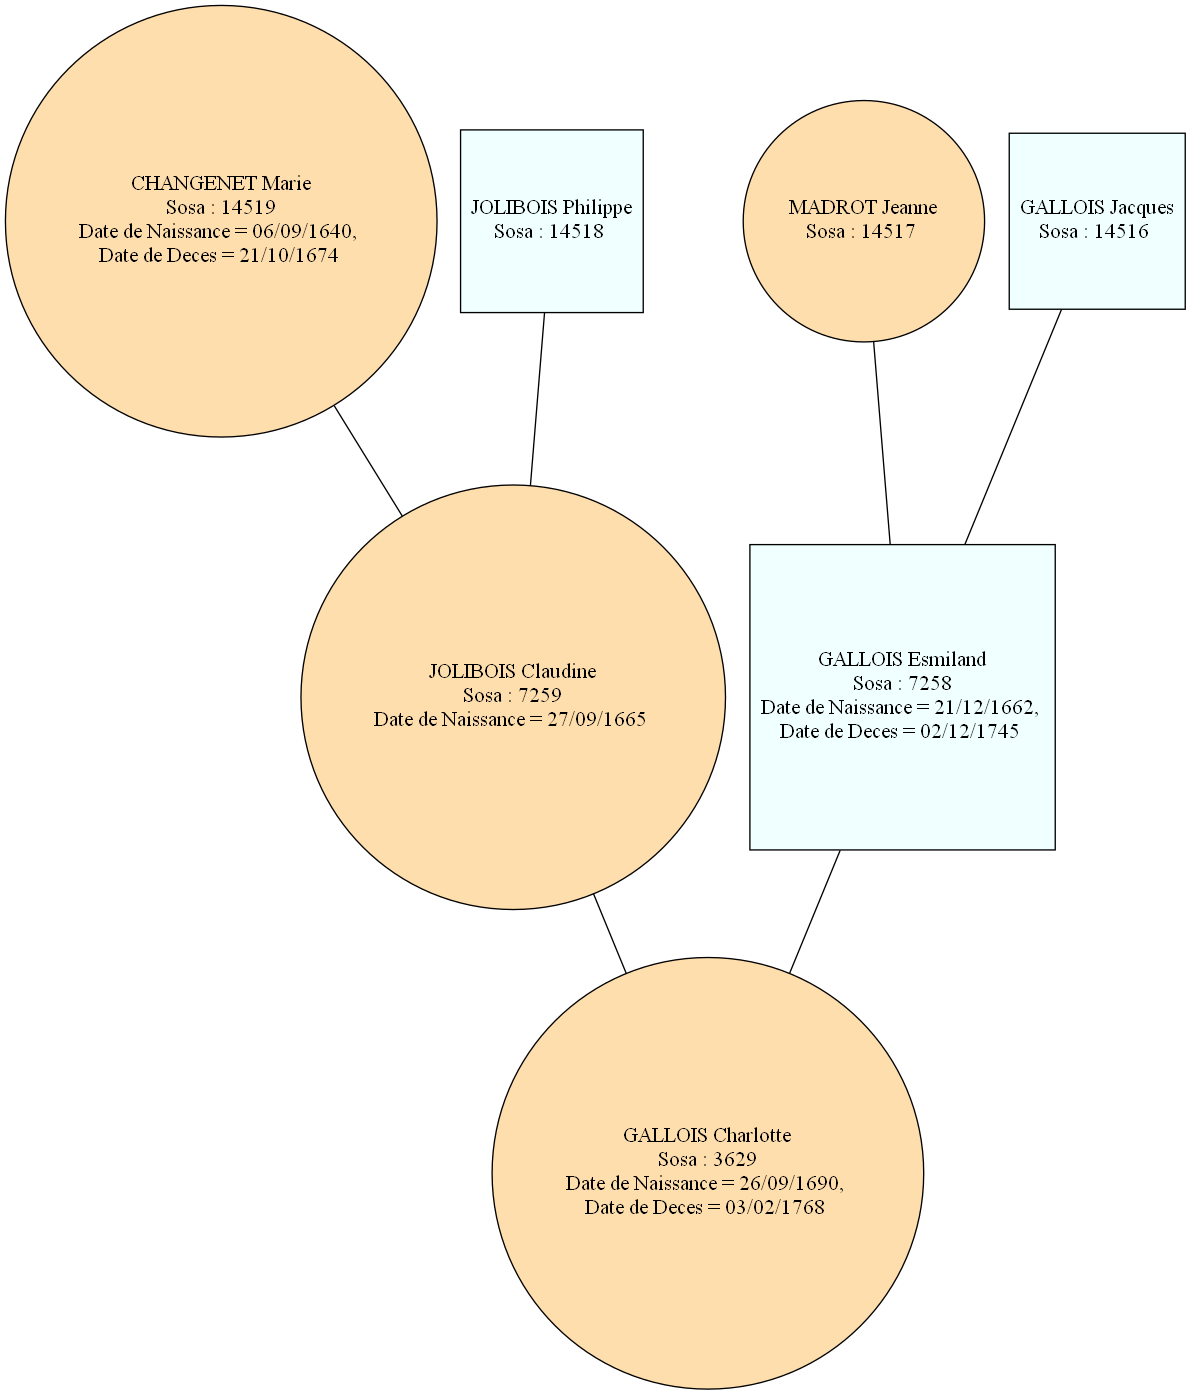 CHANGENET Marie
Sosa : 14519
Date de Naissance = 06/09/1640,
Date de Deces = 21/10/1674
JOLIBOIS Philippe
Sosa : 14518
MADROT Jeanne
Sosa : 14517
GALLOIS Jacques
Sosa : 14516
JOLIBOIS Claudine
Sosa : 7259
Date de Naissance = 27/09/1665
GALLOIS Esmiland
Sosa : 7258
Date de Naissance = 21/12/1662,
Date de Deces = 02/12/1745
GALLOIS Charlotte
Sosa : 3629
Date de Naissance = 26/09/1690,
Date de Deces = 03/02/1768